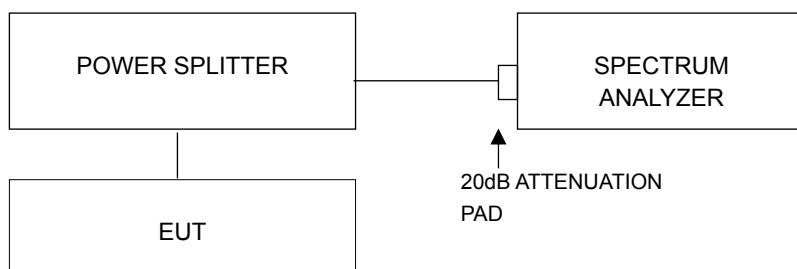 POWER SPLITTER
SPECTRUM
ANALYZER
20dB ATTENUATION
PAD
EUT